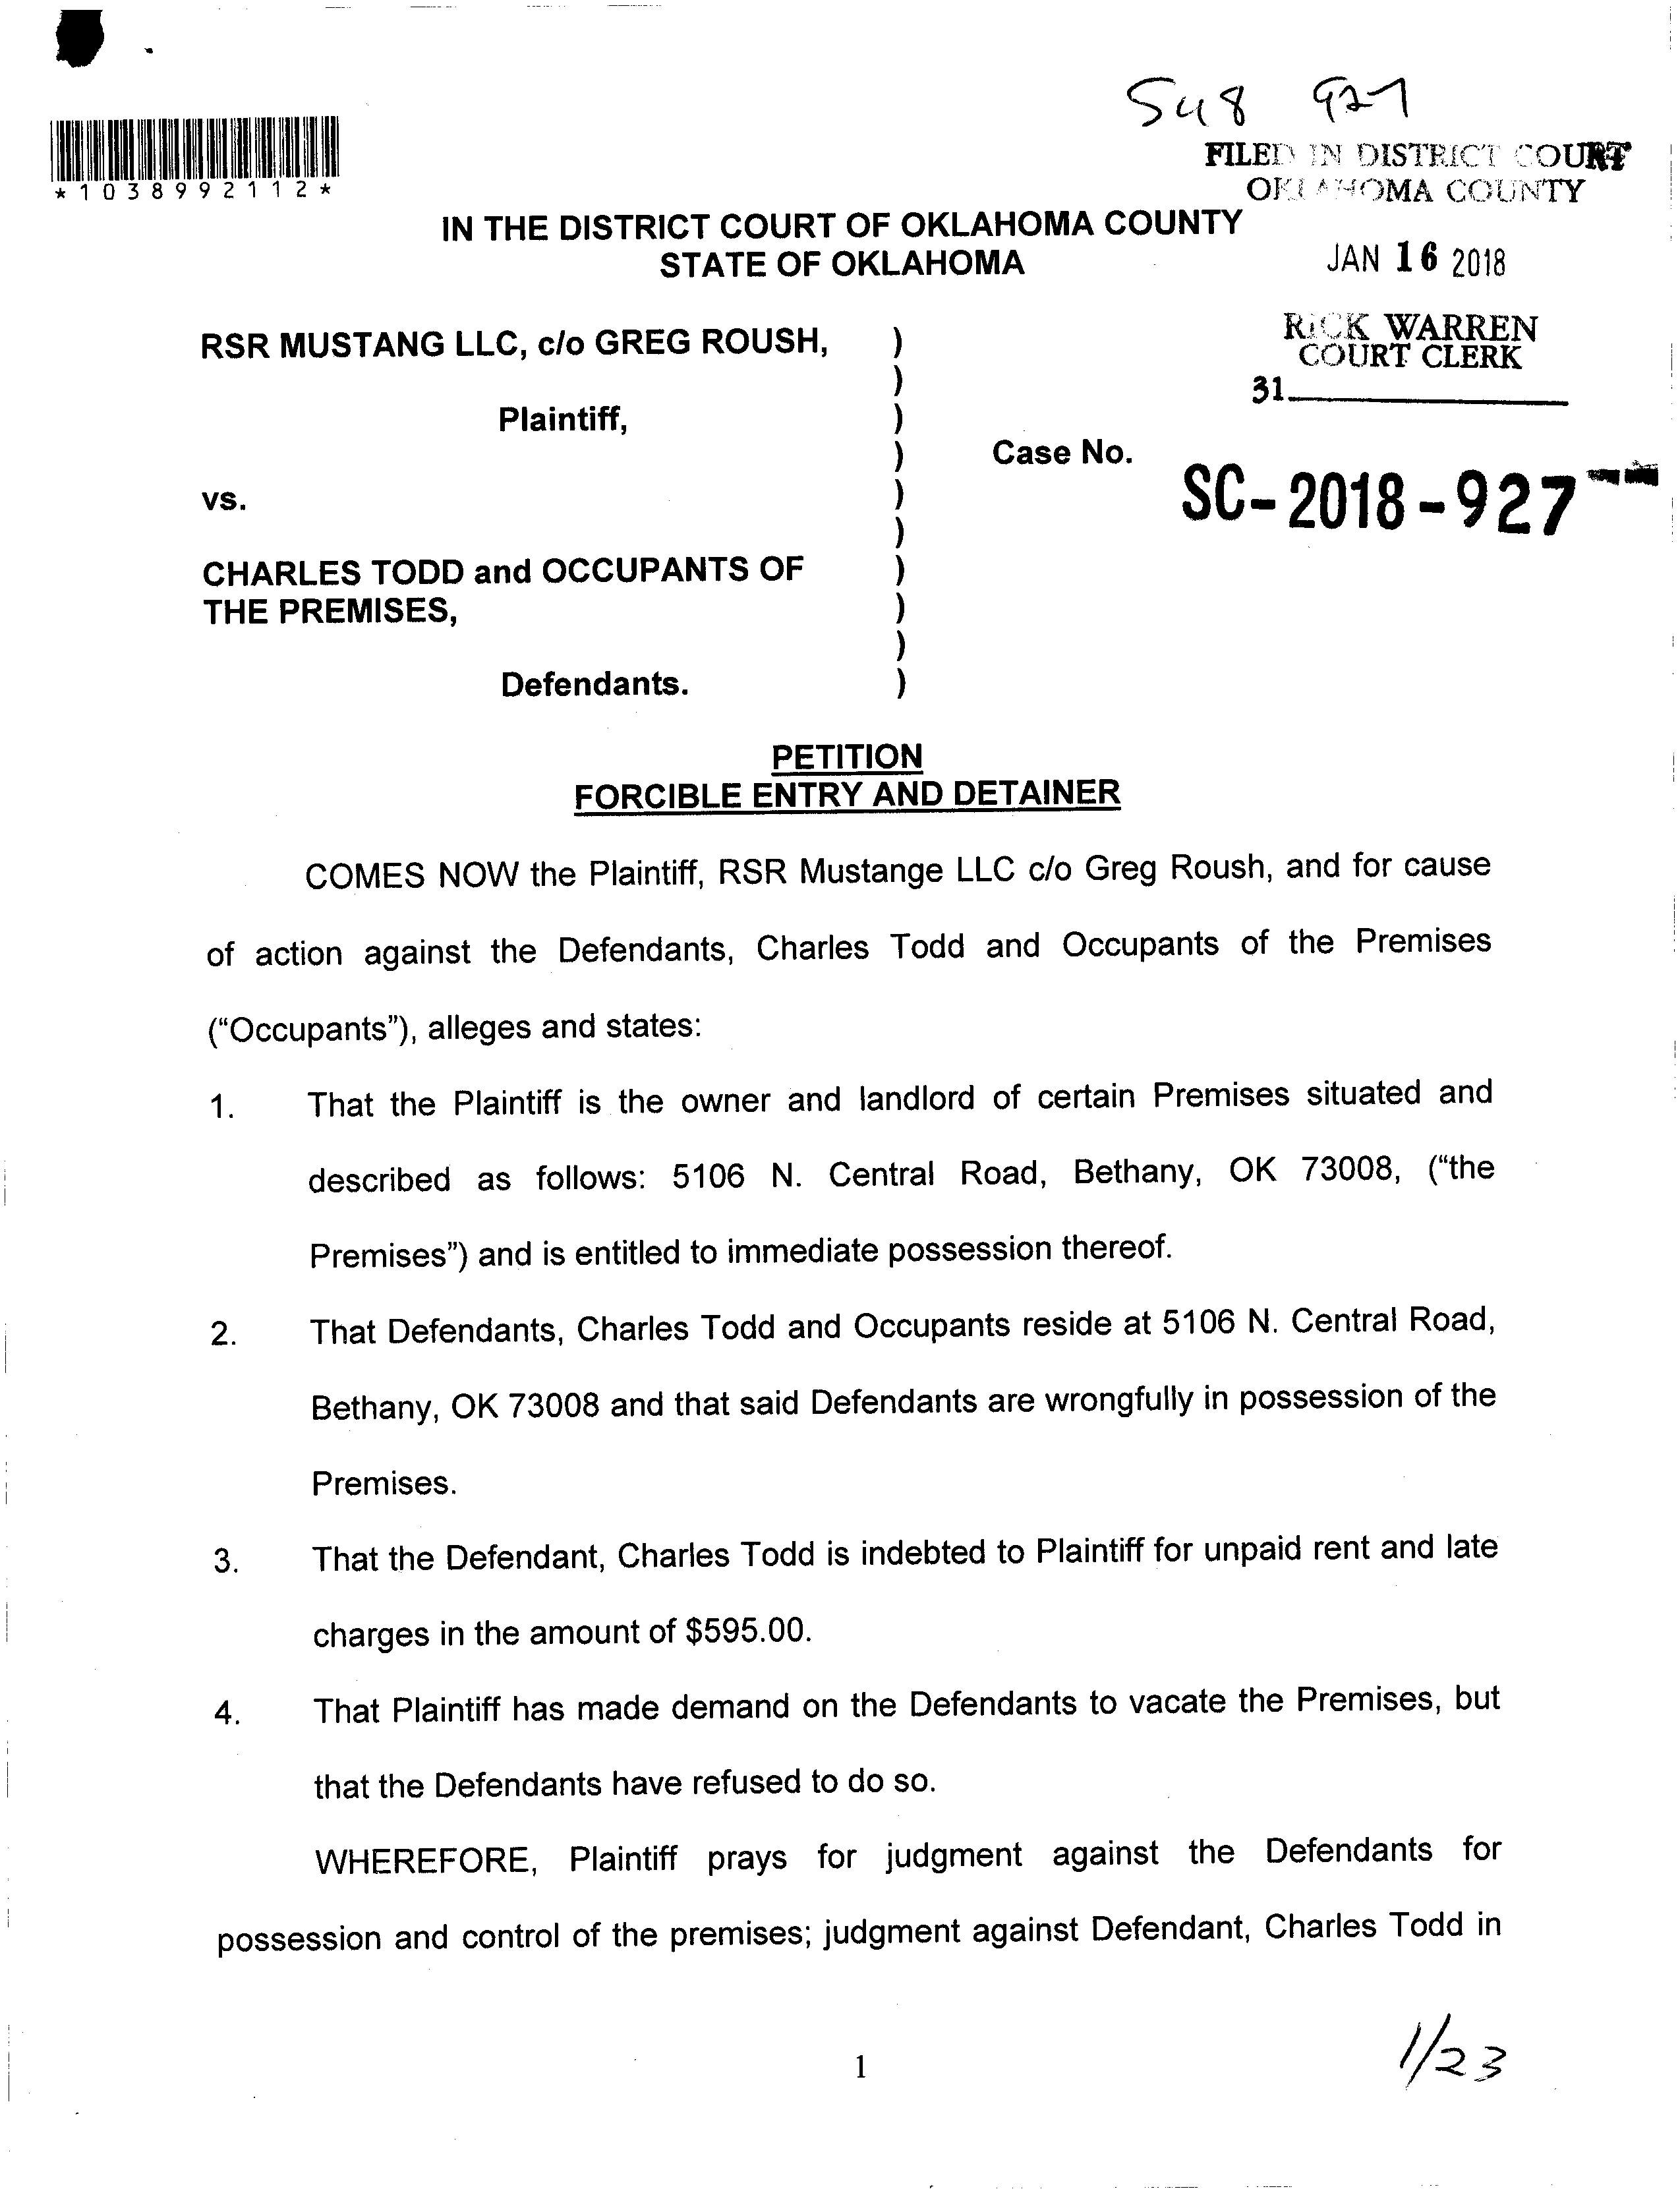 548 927
*1038992112*
FILED IN DISTRICT COURT
OKLAHOMA COUNTY
IN THE DISTRICT COURT OF OKLAHOMA COUNTY
STATE OF OKLAHOMA
JAN 16 2018
RICK WARREN
COURT CLERK
31
RSR MUSTANG LLC, c/o GREG ROUSH, )
)
Plaintiff, )
) Case No. SC-2018-927
vs. )
)
CHARLES TODD and OCCUPANTS OF )
THE PREMISES, )
)
Defendants. )
PETITION
FORCIBLE ENTRY AND DETAINER
COMES NOW the Plaintiff, RSR Mustange LLC c/o Greg Roush, and for cause
of action against the Defendants, Charles Todd and Occupants of the Premises
("Occupants"), alleges and states:
1. That the Plaintiff is the owner and landlord of certain Premises situated and
described as follows: 5106 N. Central Road, Bethany, OK 73008, ("the
Premises") and is entitled to immediate possession thereof.
2. That Defendants, Charles Todd and Occupants reside at 5106 N. Central Road,
Bethany, OK 73008 and that said Defendants are wrongfully in possession of the
Premises.
3. That the Defendant, Charles Todd is indebted to Plaintiff for unpaid rent and late
charges in the amount of $595.00.
4. That Plaintiff has made demand on the Defendants to vacate the Premises, but
that the Defendants have refused to do so.
WHEREFORE, Plaintiff prays for judgment against the Defendants for
possession and control of the premises; judgment against Defendant, Charles Todd in
1
1/23